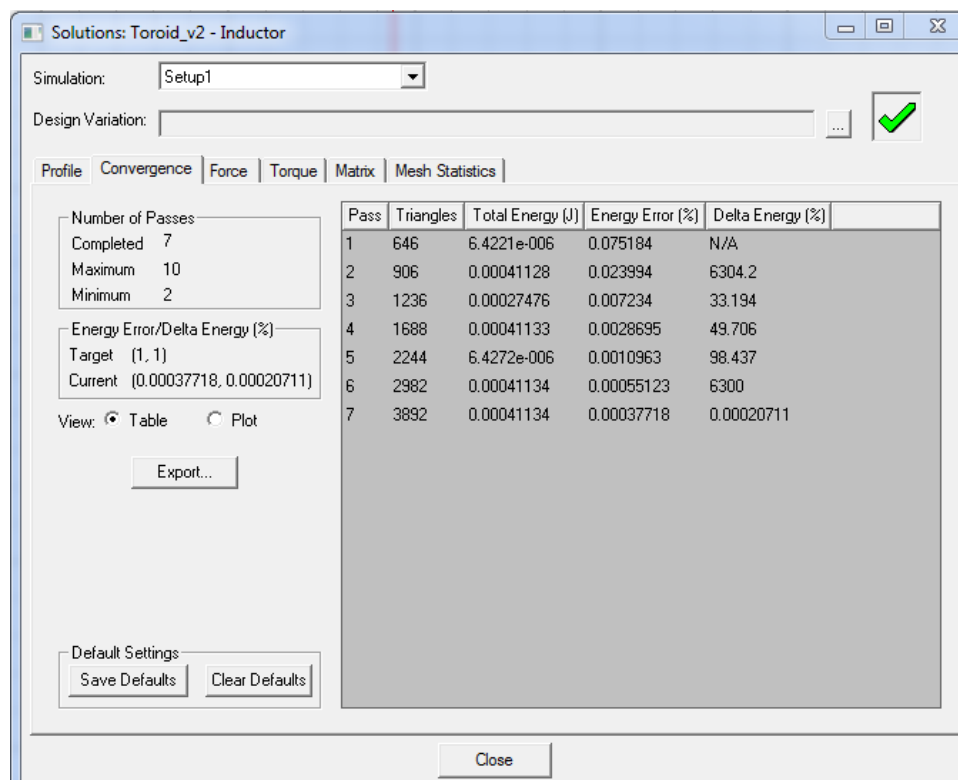 Solutions: Toroid_v2 - Inductor
Simulation: Setup1
Design Variation: ...
Profile Convergence Force Torque Matrix Mesh Statistics
Number of Passes
Completed 7
Maximum 10
Minimum 2
Energy Error/Delta Energy (%)
Target (1, 1)
Current (0.00037718, 0.00020711)
View: Table Plot
Export...
Default Settings
Save Defaults Clear Defaults
Pass Triangles Total Energy (J) Energy Error (%) Delta Energy (%)
1 646 6.4221e-006 0.075184 N/A
2 906 0.00041128 0.023994 6304.2
3 1236 0.00027476 0.007234 33.194
4 1688 0.00041133 0.0028695 49.706
5 2244 6.4272e-006 0.0010963 98.437
6 2982 0.00041134 0.00055123 6300
7 3892 0.00041134 0.00037718 0.00020711
Close